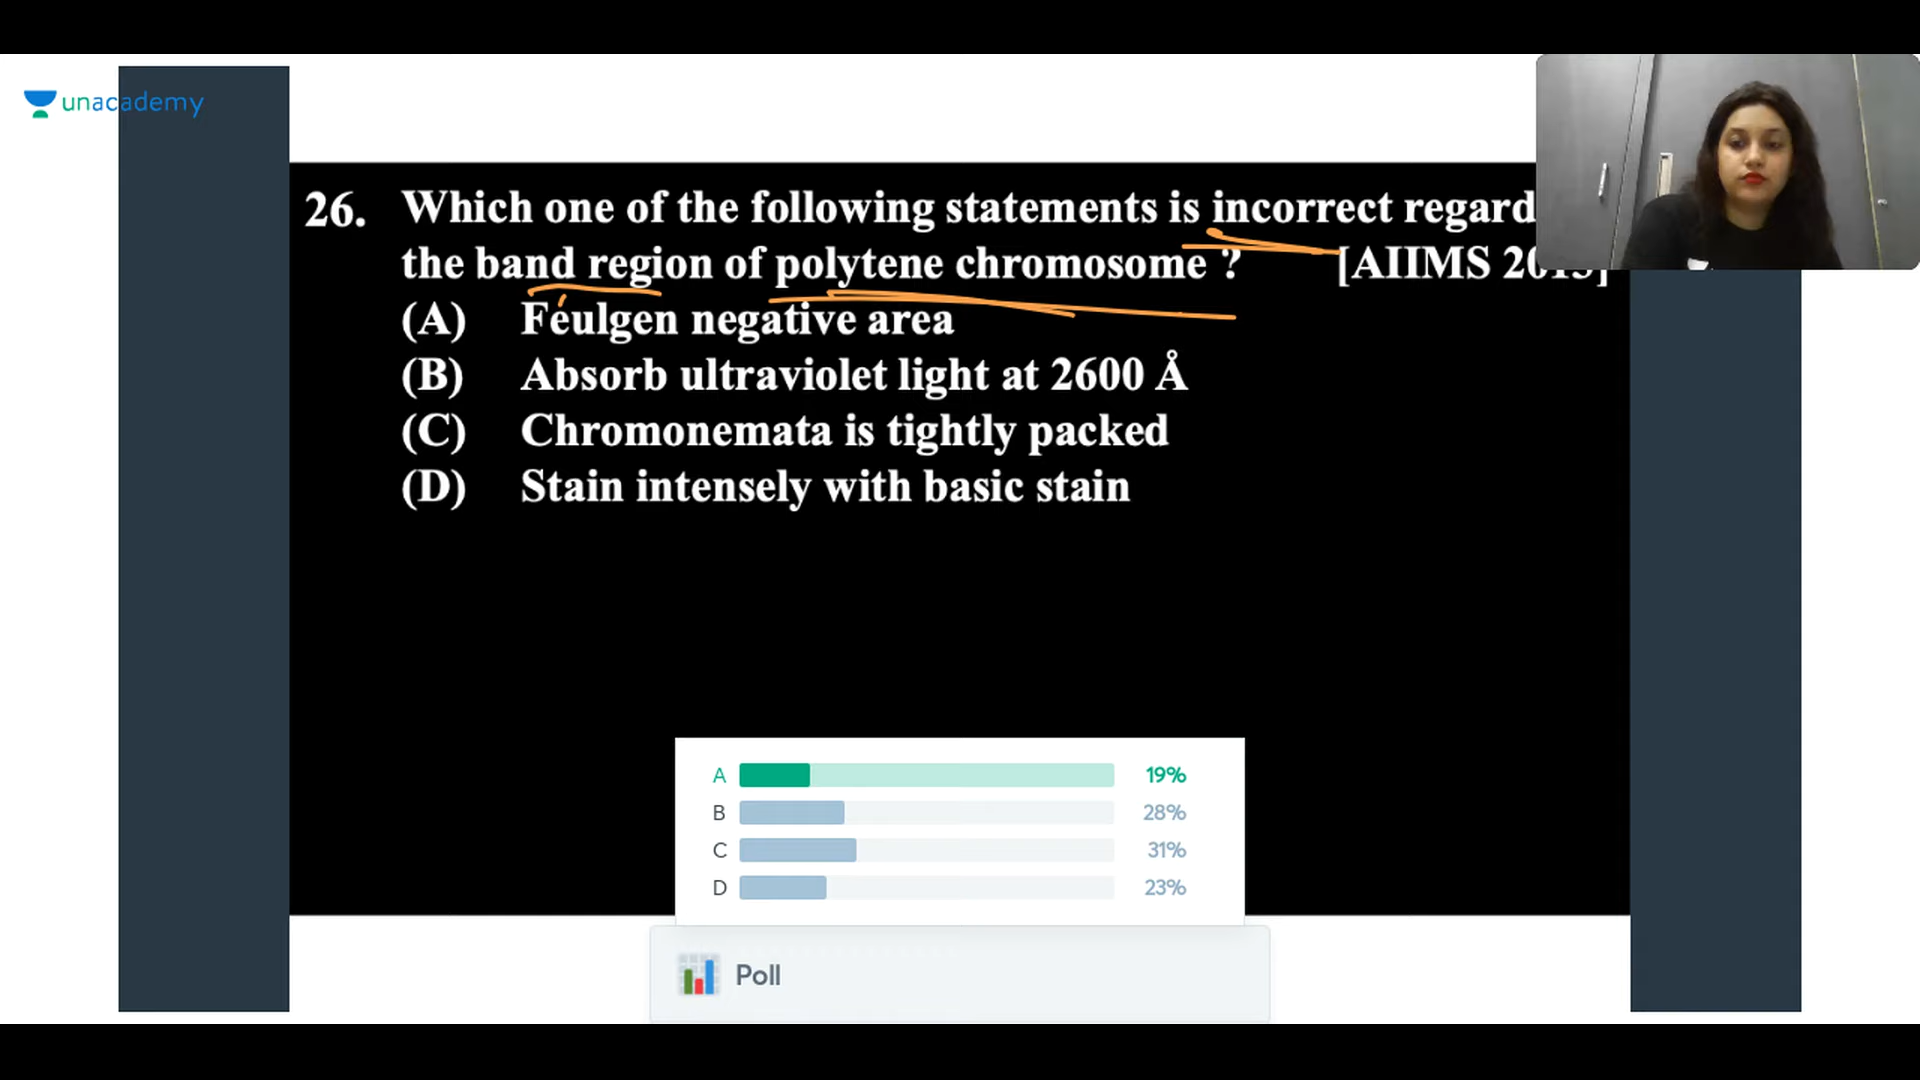 unacademy
26. Which one of the following statements is incorrect regard
the band region of polytene chromosome ? [AIIMS
(A) Feulgen negative area
(B) Absorb ultraviolet light at 2600 Å
(C) Chromonemata is tightly packed
(D) Stain intensely with basic stain
A 19%
B 28%
C 31%
D 23%
Poll